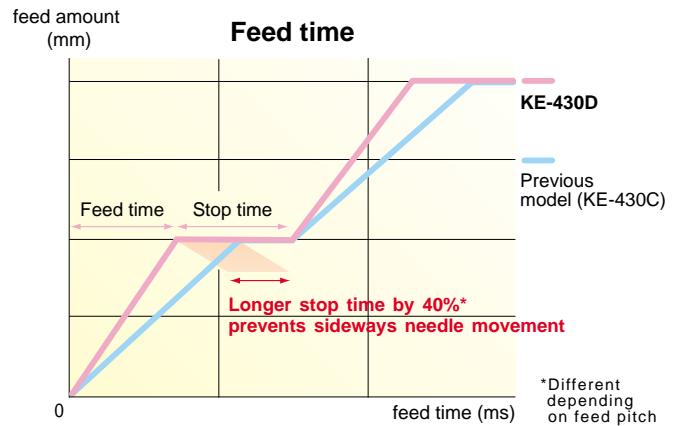 feed amount
(mm)
Feed time
KE-430D
Previous
model (KE-430C)
Feed time
Stop time
Longer stop time by 40%*
prevents sideways needle movement
0
feed time (ms)
*Different
depending
on feed pitch